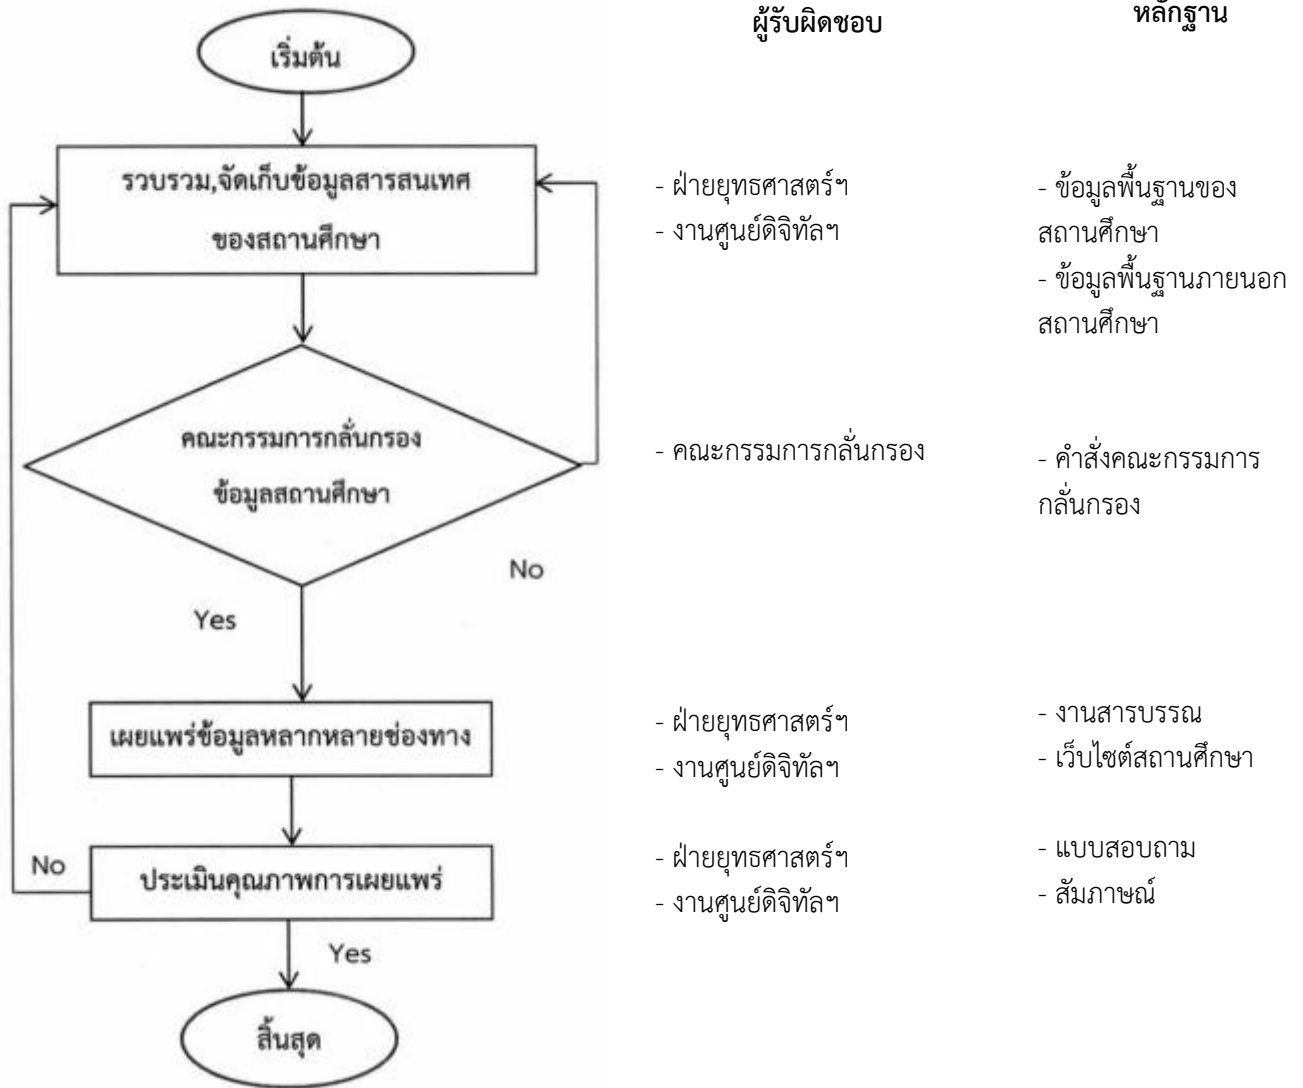 ผู้รับผิดชอบ
หลักฐาน
เริ่มต้น
รวบรวม,จัดเก็บข้อมูลสารสนเทศ
ของสถานศึกษา
- ฝ่ายยุทธศาสตร์ฯ
- งานศูนย์ดิจิทัลฯ
- ข้อมูลพื้นฐานของ
สถานศึกษา
- ข้อมูลพื้นฐานภายนอก
สถานศึกษา
คณะกรรมการกลั่นกรอง
ข้อมูลสถานศึกษา
- คณะกรรมการกลั่นกรอง
- คำสั่งคณะกรรมการ
กลั่นกรอง
No
Yes
เผยแพร่ข้อมูลหลากหลายช่องทาง
- ฝ่ายยุทธศาสตร์ฯ
- งานศูนย์ดิจิทัลฯ
- งานสารบรรณ
- เว็บไซต์สถานศึกษา
No
ประเมินคุณภาพการเผยแพร่
- ฝ่ายยุทธศาสตร์ฯ
- งานศูนย์ดิจิทัลฯ
- แบบสอบถาม
- สัมภาษณ์
Yes
สิ้นสุด